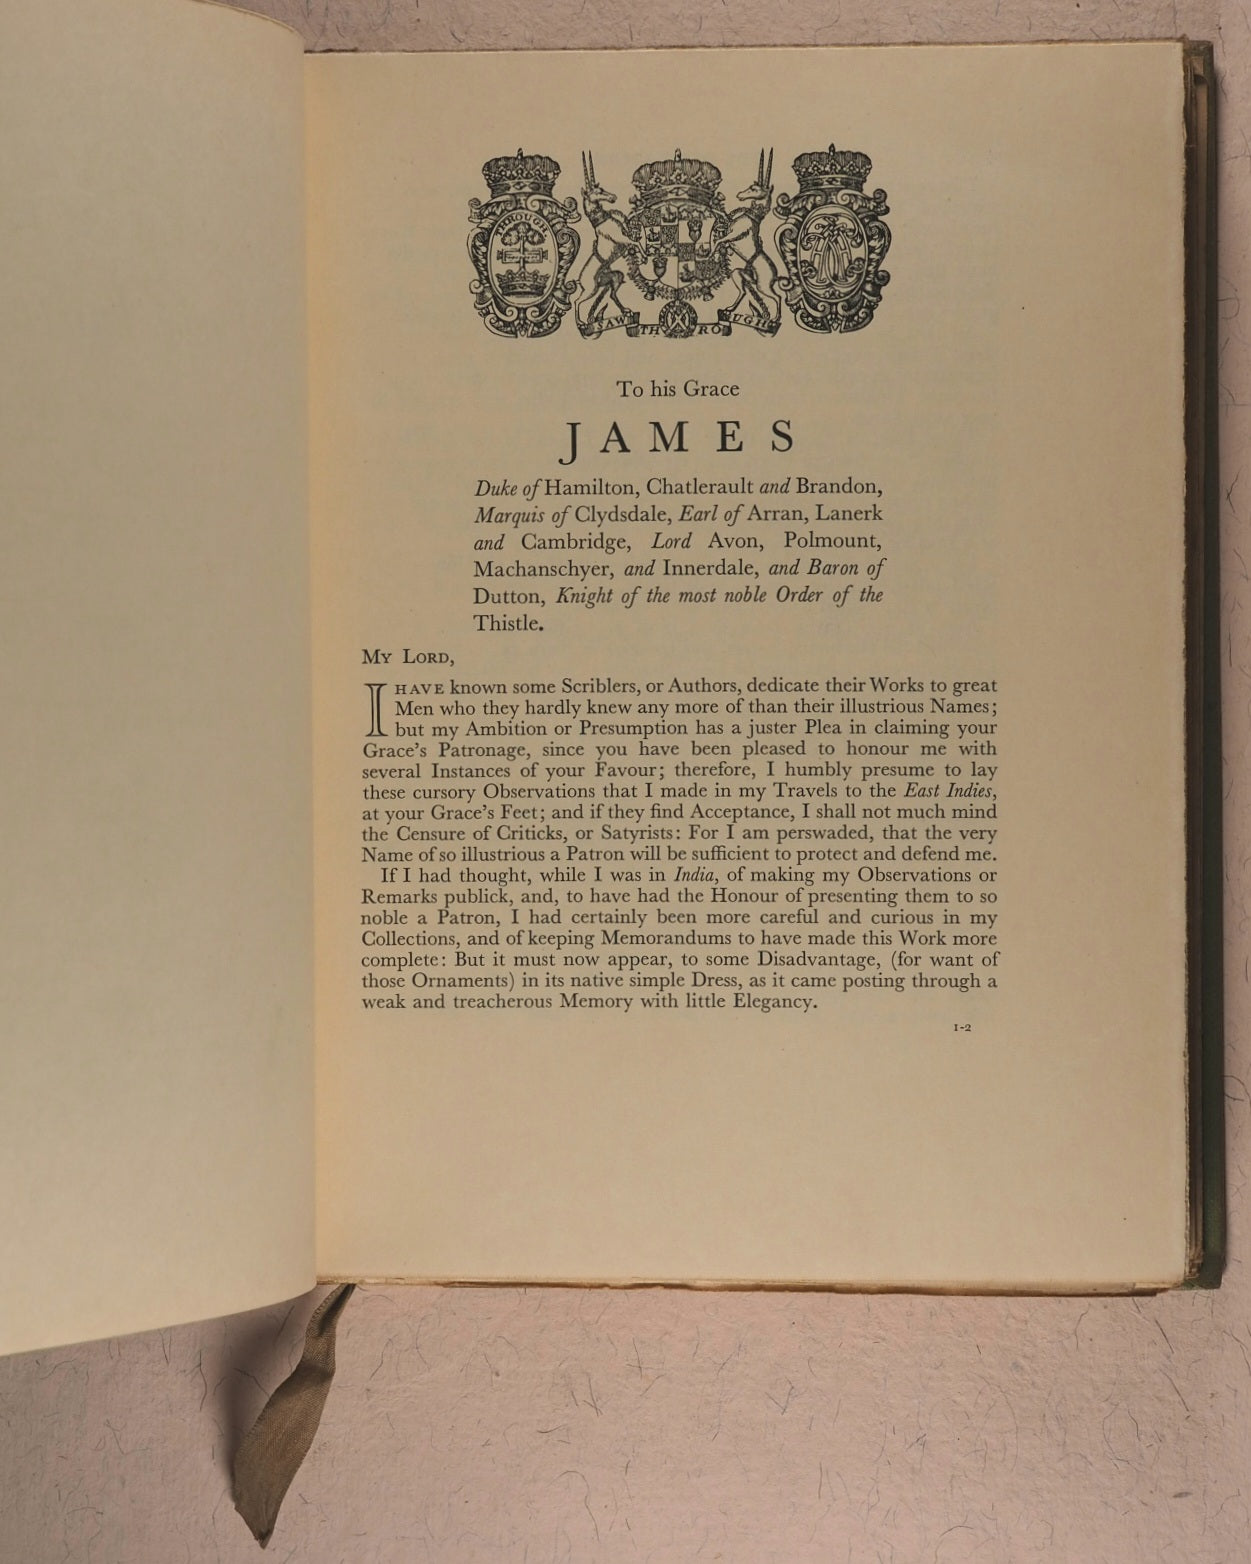 THROUGH
SAW THROUGH
To his Grace
JAMES
Duke of Hamilton, Chatlerault and Brandon,
Marquis of Clydsdale, Earl of Arran, Lanerk
and Cambridge, Lord Avon, Polmount,
Machanschyer, and Innerdale, and Baron of
Dutton, Knight of the most noble Order of the
Thistle.
MY LORD,
I HAVE known some Scriblers, or Authors, dedicate their Works to great
Men who they hardly knew any more of than their illustrious Names;
but my Ambition or Presumption has a juster Plea in claiming your
Grace's Patronage, since you have been pleased to honour me with
several Instances of your Favour; therefore, I humbly presume to lay
these cursory Observations that I made in my Travels to the East Indies,
at your Grace's Feet; and if they find Acceptance, I shall not much mind
the Censure of Criticks, or Satyrists: For I am perswaded, that the very
Name of so illustrious a Patron will be sufficient to protect and defend me.
If I had thought, while I was in India, of making my Observations or
Remarks publick, and, to have had the Honour of presenting them to so
noble a Patron, I had certainly been more careful and curious in my
Collections, and of keeping Memorandums to have made this Work more
complete: But it must now appear, to some Disadvantage, (for want of
those Ornaments) in its native simple Dress, as it came posting through a
weak and treacherous Memory with little Elegancy.
1-2